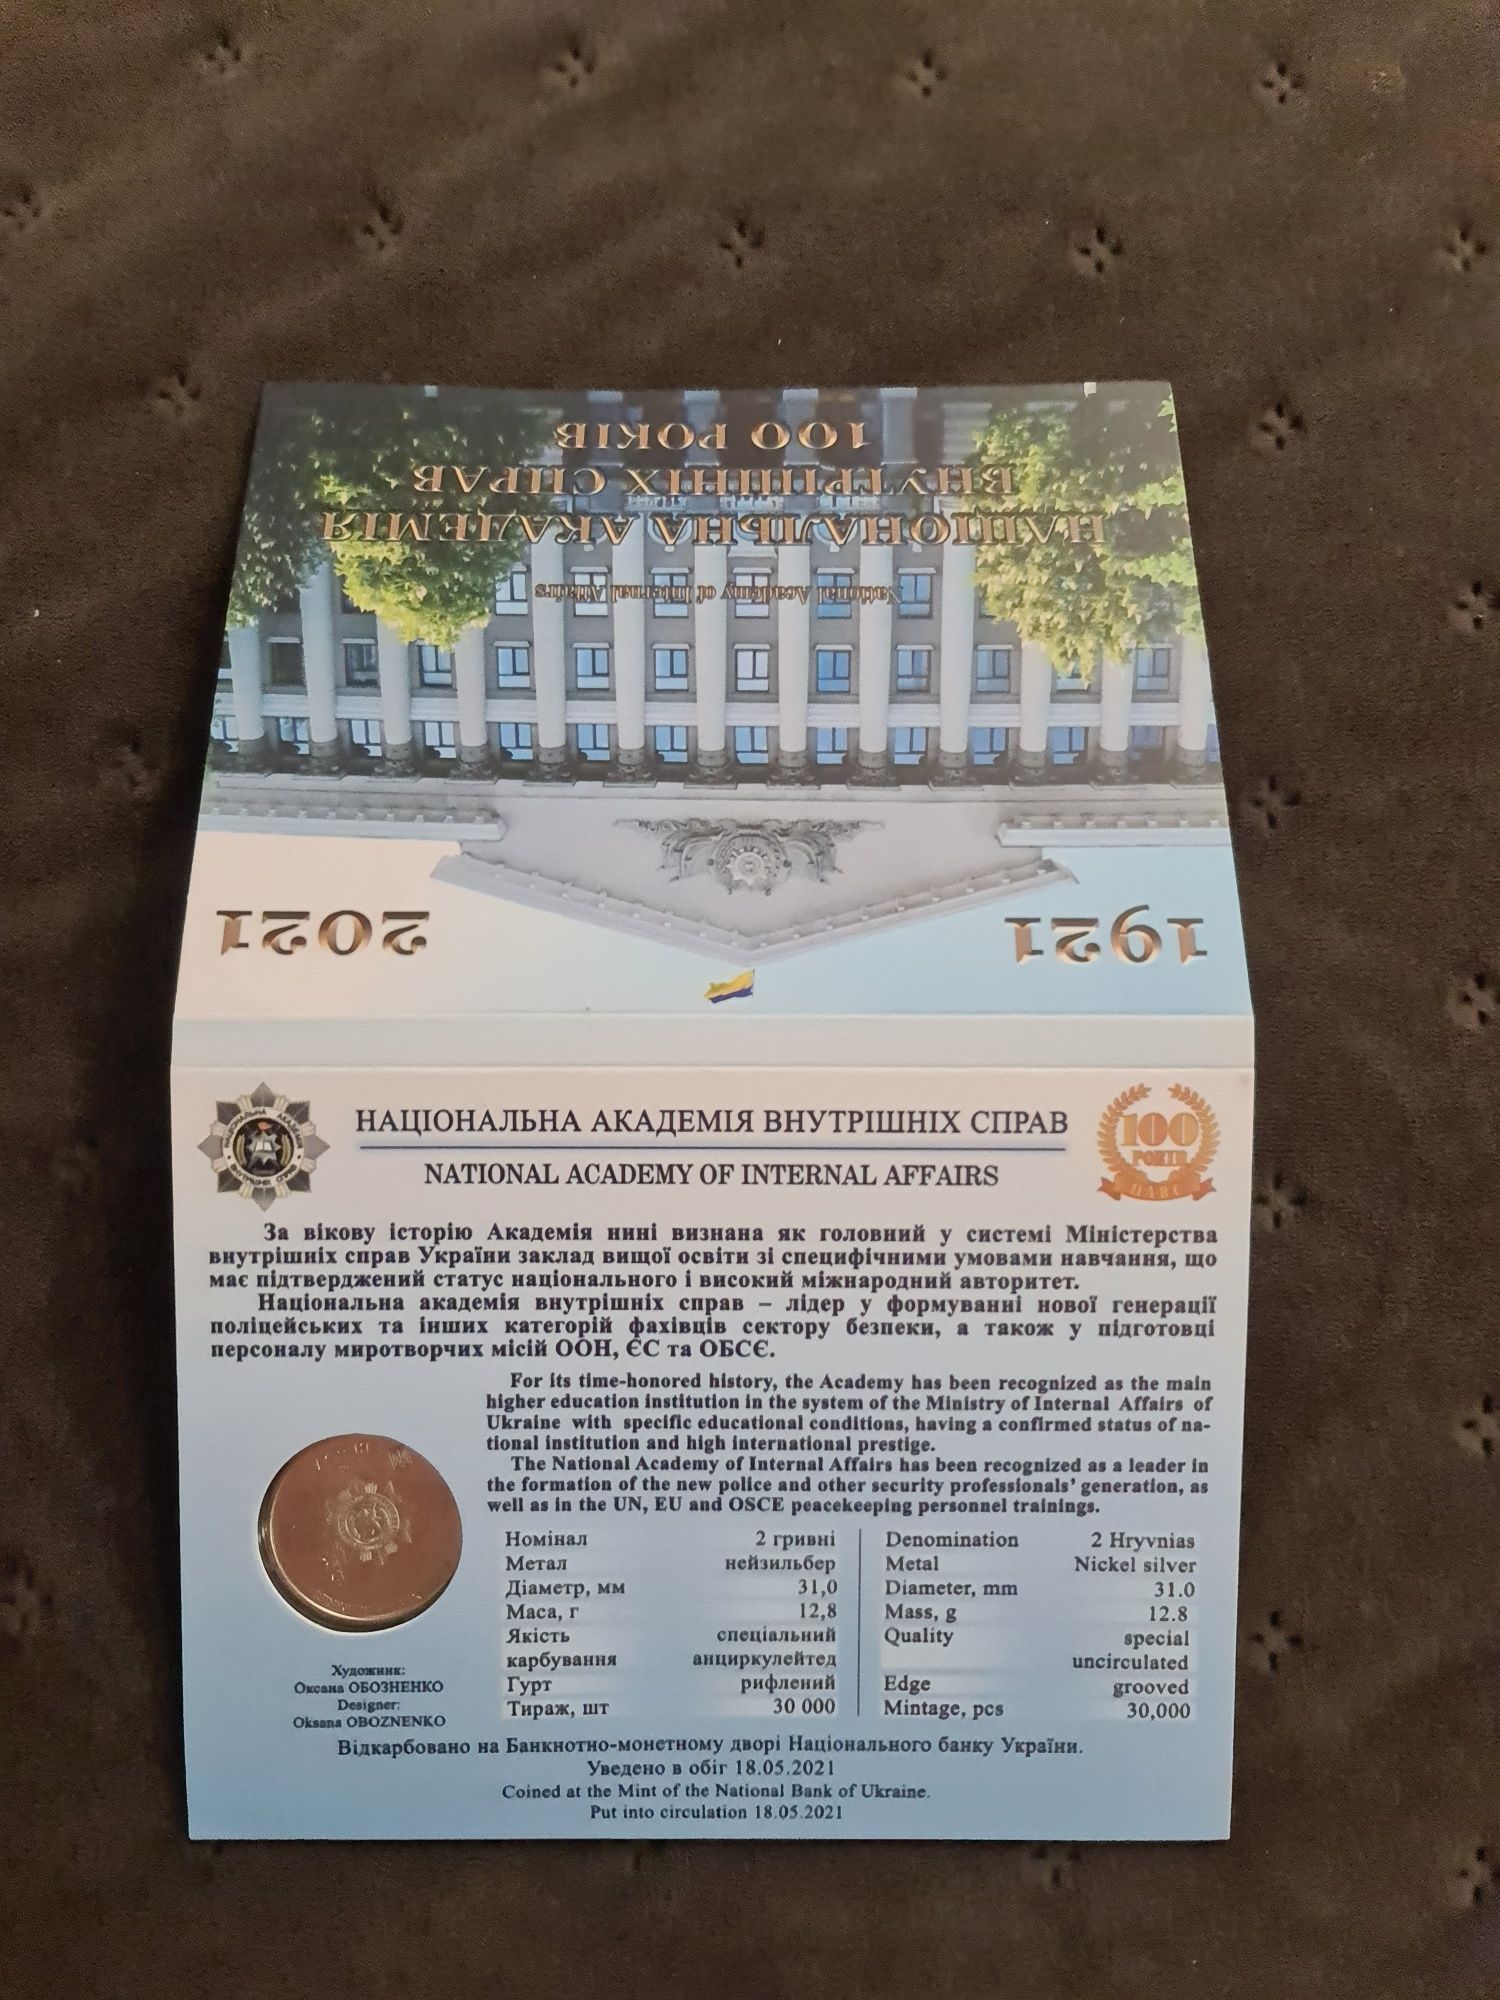 НАЦІОНАЛЬНА АКАДЕМІЯ
ВНУТРІШНІХ СПРАВ
100 РОКІВ
National Academy of Internal Affairs
1921
2021
НАЦІОНАЛЬНА АКАДЕМІЯ ВНУТРІШНІХ СПРАВ
NATIONAL ACADEMY OF INTERNAL AFFAIRS
НАЦІОНАЛЬНА АКАДЕМІЯ
ВНУТРІШНІХ СПРАВ
100
РОКІВ
НАВС
За вікову історію Академія нині визнана як головний у системі Міністерства
внутрішніх справ України заклад вищої освіти зі специфічними умовами навчання, що
має підтверджений статус національного і високий міжнародний авторитет.
Національна академія внутрішніх справ – лідер у формуванні нової генерації
поліцейських та інших категорій фахівців сектору безпеки, а також у підготовці
персоналу миротворчих місій ООН, ЄС та ОБСЄ.
For its time-honored history, the Academy has been recognized as the main
higher education institution in the system of the Ministry of Internal Affairs of
Ukraine with specific educational conditions, having a confirmed status of na-
tional institution and high international prestige.
The National Academy of Internal Affairs has been recognized as a leader in
the formation of the new police and other security professionals' generation, as
well as in the UN, EU and OSCE peacekeeping personnel trainings.
Номінал 2 гривні
Метал нейзильбер
Діаметр, мм 31,0
Маса, г 12,8
Якість спеціальний
карбування анциркулейтед
Гурт рифлений
Тираж, шт 30 000
Denomination 2 Hryvnias
Metal Nickel silver
Diameter, mm 31.0
Mass, g 12.8
Quality special
uncirculated
Edge grooved
Mintage, pcs 30,000
Художник:
Оксана ОБОЗНЕНКО
Designer:
Oksana OBOZNENKO
Відкарбовано на Банкнотно-монетному дворі Національного банку України.
Уведено в обіг 18.05.2021
Coined at the Mint of the National Bank of Ukraine.
Put into circulation 18.05.2021